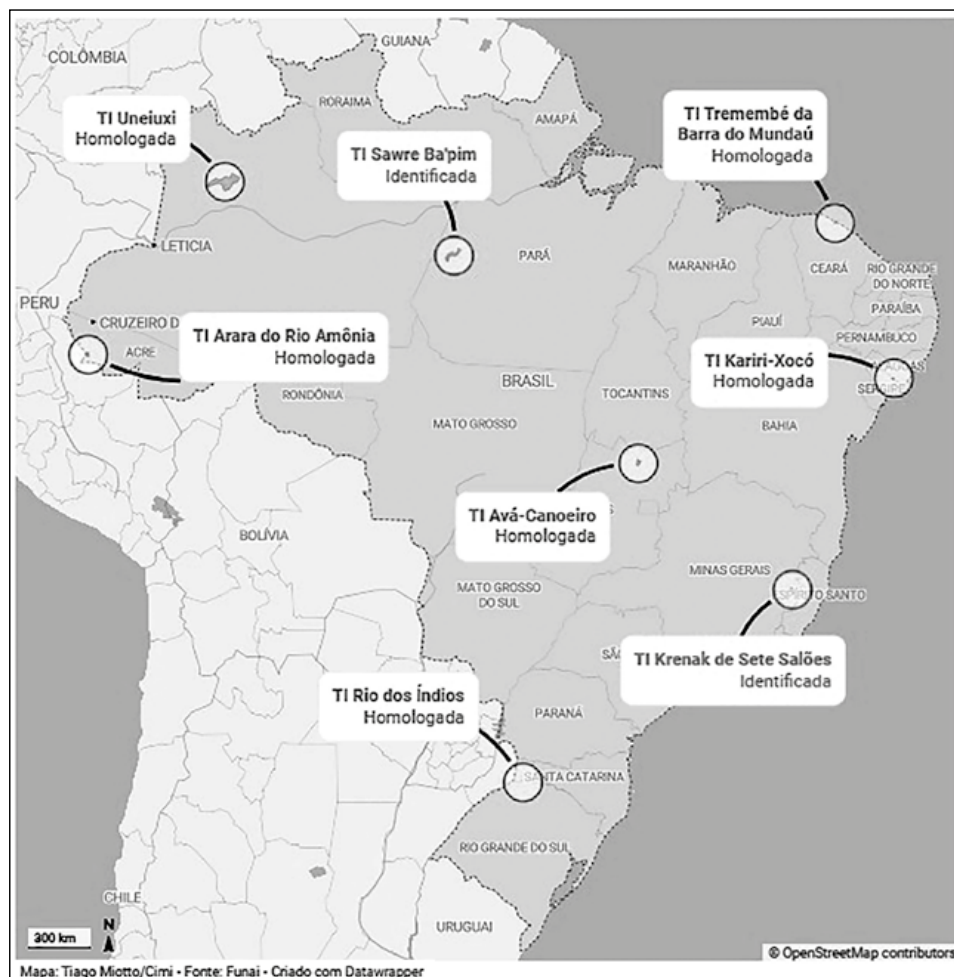 GUIANA
COLÔMBIA
RORAIMA
AMAPÁ
TI Uneiuxi
Homologada
TI Sawre Ba'pim
Identificada
TI Tremembé da
Barra do Mundaú
Homologada
LETICIA
PARÁ
MARANHÃO
CEARÁ
RIO GRANDE
DO NORTE
PERU
CRUZEIRO D
PARAÍBA
PIAUÍ
PERNAMBUCO
TI Arara do Rio Amônia
Homologada
ACRE
TI Kariri-Xocó
Homologada
BRASIL
RONDÔNIA
TOCANTINS
MATO GROSSO
BAHIA
TI Avá-Canoeiro
Homologada
BOLÍVIA
MINAS GERAIS
MATO GROSSO
DO SUL
TI Krenak de Sete Salões
Identificada
TI Rio dos Índios
Homologada
PARANÁ
SANTA CATARINA
RIO GRANDE DO SUL
CHILE
URUGUAI
N
300 km
© OpenStreetMap contributors
Mapa: Tiago Miotto/Cimi • Fonte: Funai • Criado com Datawrapper